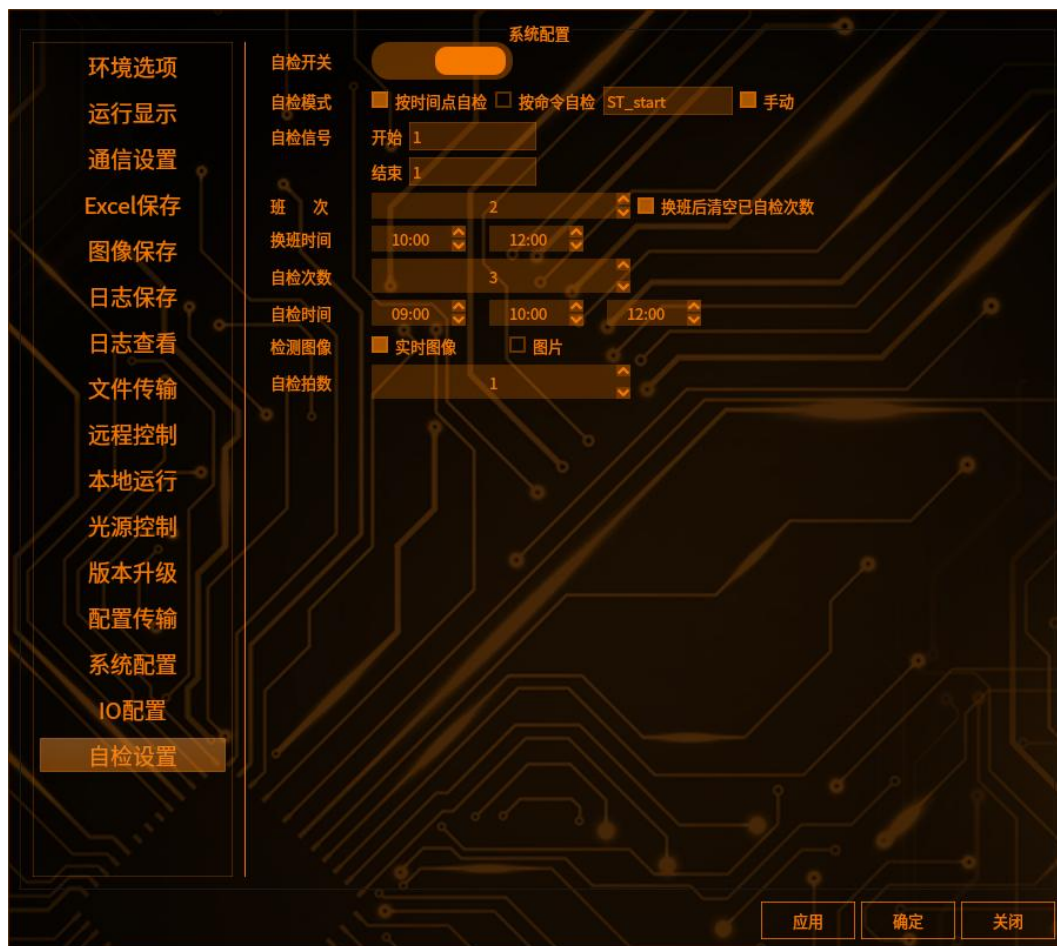 系统配置
环境选项
运行显示
通信设置
Excel保存
图像保存
日志保存
日志查看
文件传输
远程控制
本地运行
光源控制
版本升级
配置传输
系统配置
IO配置
自检设置
自检开关
自检模式 按时间点自检 按命令自检 ST_start 手动
自检信号 开始 1
结束 1
班 次 2 换班后清空已自检次数
换班时间 10:00 12:00
自检次数 3
自检时间 09:00 10:00 12:00
检测图像 实时图像 图片
自检拍数 1
应用 确定 关闭